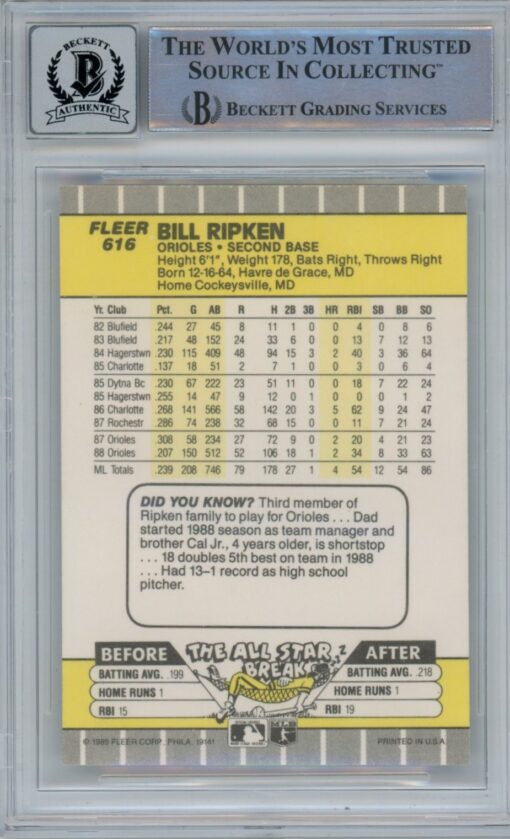 BECKETT
AUTHENTIC
THE WORLD'S MOST TRUSTED
SOURCE IN COLLECTING™
BECKETT GRADING SERVICES
FLEER
616
BILL RIPKEN
ORIOLES • SECOND BASE
Height 6'1", Weight 178, Bats Right, Throws Right
Born 12-16-64, Havre de Grace, MD
Home Cockeysville, MD
Yr. Club Pct. G AB R H 2B 3B HR RBI SB BB SO
82 Blufield .244 27 45 8 11 1 0 0 4 0 8 6
83 Blufield .217 48 152 24 33 6 0 0 13 7 12 13
84 Hagerstwn .230 115 409 48 94 15 3 2 40 3 36 64
85 Charlotte .137 18 51 2 7 1 0 0 3 0 6 4
85 Dytna Bc .230 67 222 23 51 11 0 0 18 7 22 24
85 Hagerstwn .255 14 47 9 12 0 1 0 0 0 1 2
86 Charlotte .268 141 566 58 142 20 3 5 62 9 24 47
87 Rochestr .286 74 238 32 68 15 0 0 11 7 21 24
87 Orioles .308 58 234 27 72 9 0 2 20 4 21 23
88 Orioles .207 150 512 52 106 18 1 2 34 8 33 63
ML Totals .239 208 746 79 178 27 1 4 54 12 54 86
DID YOU KNOW? Third member of
Ripken family to play for Orioles . . . Dad
started 1988 season as team manager and
brother Cal Jr., 4 years older, is shortstop
. . . 18 doubles 5th best on team in 1988
. . . Had 13–1 record as high school
pitcher.
BEFORE THE ALL STAR BREAK AFTER
BATTING AVG. .199 BATTING AVG. .218
HOME RUNS 1 HOME RUNS 1
RBI 15 RBI 19
© 1989 FLEER CORP., PHILA. 19141 PRINTED IN U.S.A.